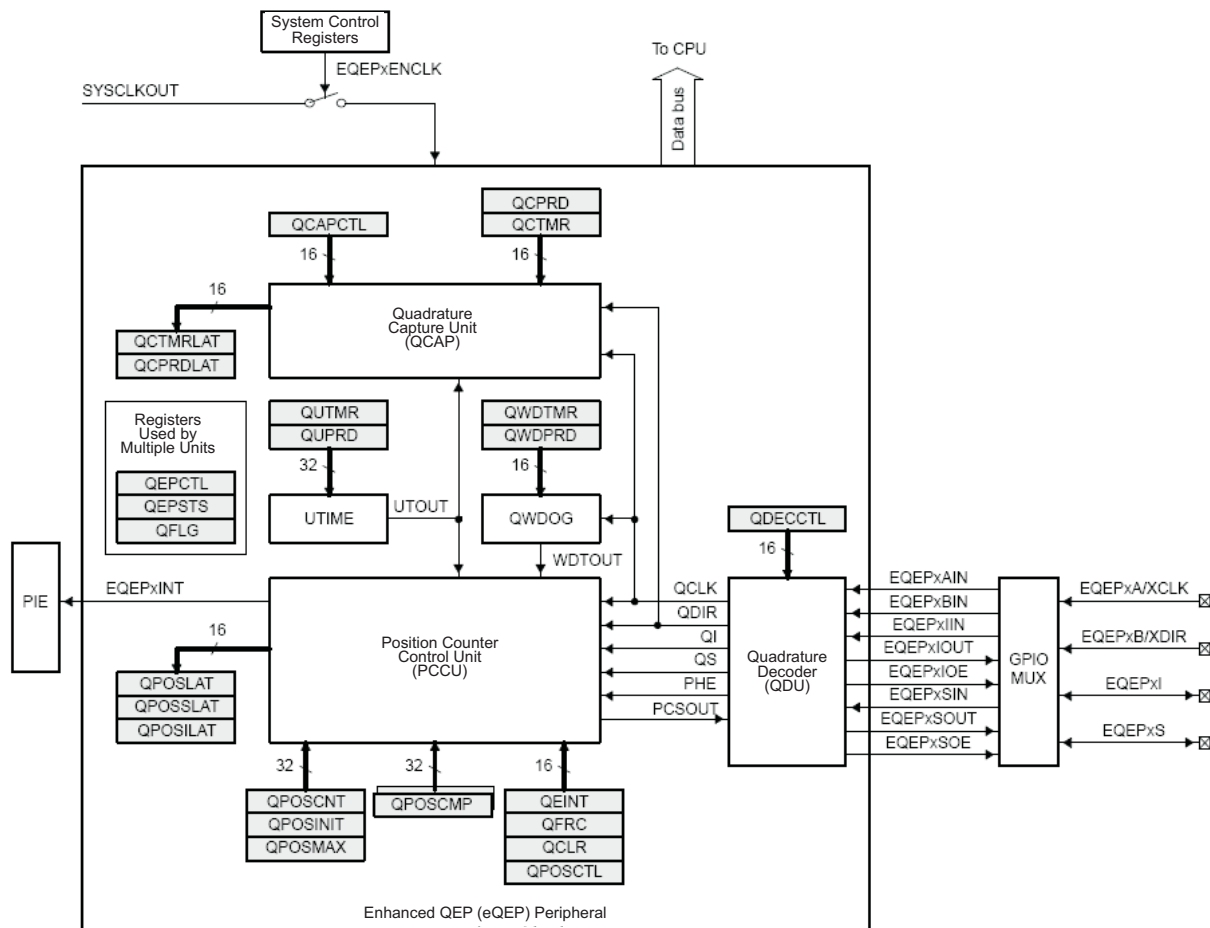 System Control
Registers
To CPU
EQEPxENCLK
SYSCLKOUT
Data bus
QCPRD
QCAPCTL
QCTMR
16
16
16
Quadrature
Capture Unit
(QCAP)
QCTMRLAT
QCPRDLAT
Registers
Used by
Multiple Units
QUTMR
QUPRD
QWDTMR
QWDPRD
32
16
QEPCTL
QEPSTS
QFLG
UTIME
UTOUT
QWDOG
QDECCTL
WDTOUT
16
PIE
EQEPxINT
16
Position Counter
Control Unit
(PCCU)
QCLK
QDIR
QI
QS
PHE
PCSOUT
Quadrature
Decoder
(QDU)
EQEPxAIN
EQEPxBIN
EQEPxIIN
EQEPxIOUT
EQEPxIOE
EQEPxSIN
EQEPxSOUT
EQEPxSOE
GPIO
MUX
EQEPxA/XCLK
EQEPxB/XDIR
EQEPxI
EQEPxS
QPOSLAT
QPOSSLAT
QPOSILAT
32
32
16
QPOSCNT
QPOSINIT
QPOSMAX
QPOSCMP
QEINT
QFRC
QCLR
QPOSCTL
Enhanced QEP (eQEP) Peripheral